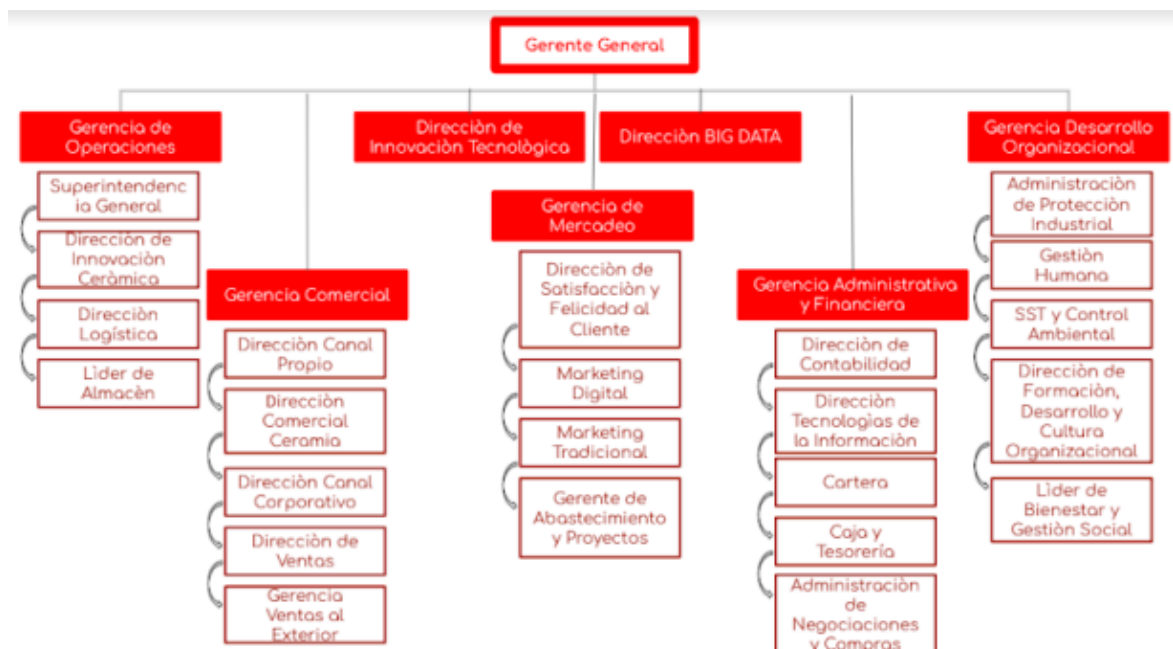 Gerente General
Gerencia de
Operaciones
Superintendenc
ia General
Direcciòn de
Innovaciòn
Ceràmica
Direcciòn
Logística
Lìder de
Almacèn
Gerencia Comercial
Direcciòn Canal
Propio
Direcciòn
Comercial
Ceramia
Direcciòn Canal
Corporativo
Direcciòn de
Ventas
Gerencia
Ventas al
Exterior
Direcciòn de
Innovaciòn Tecnològica
Gerencia de
Mercadeo
Direcciòn de
Satisfacciòn y
Felicidad al
Cliente
Marketing
Digital
Marketing
Tradicional
Gerente de
Abastecimiento
y Proyectos
Direcciòn BIG DATA
Gerencia Administrativa
y Financiera
Direcciòn de
Contabilidad
Direcciòn
Tecnologìas de
la Informaciòn
Cartera
Caja y
Tesorería
Administraciòn
de
Negociaciones
y Compras
Gerencia Desarrollo
Organizacional
Administraciòn
de Protecciòn
Industrial
Gestiòn
Humana
SST y Control
Ambiental
Direcciòn de
Formaciòn,
Desarrollo y
Cultura
Organizacional
Lìder de
Bienestar y
Gestiòn Social